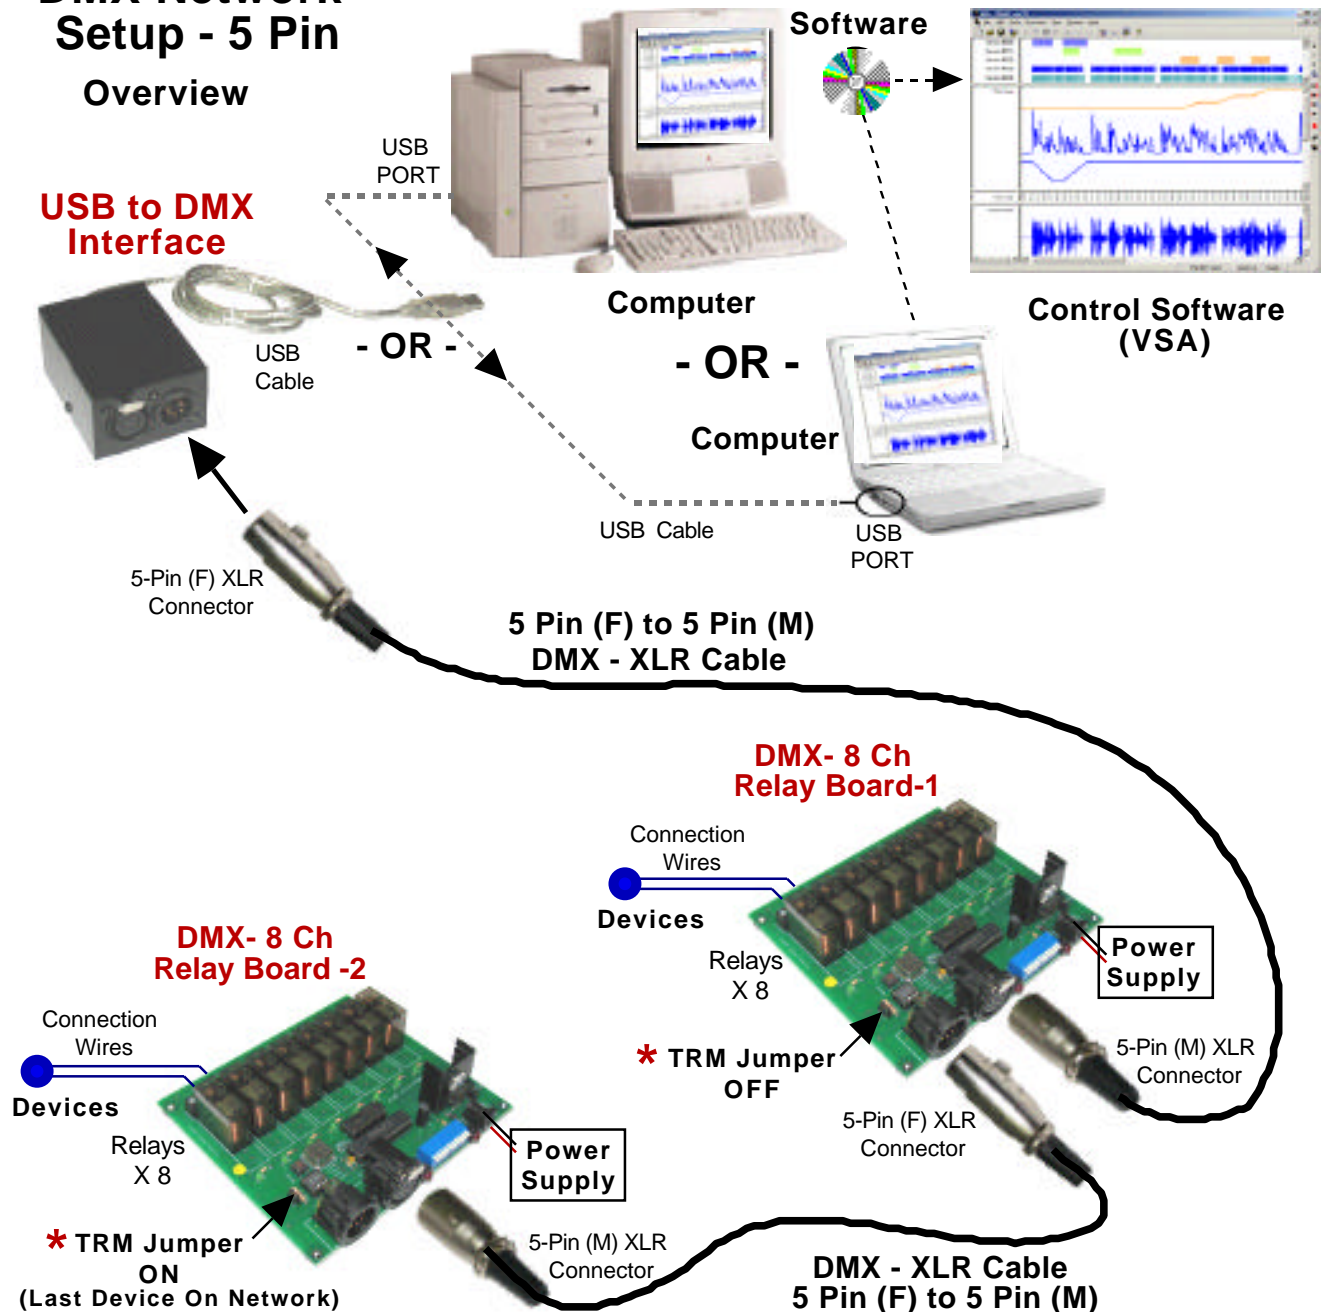 DMX Network
Setup - 5 Pin
Overview
Software
USB
PORT
USB to DMX
Interface
USB
Cable
- OR -
Computer
- OR -
Computer
Control Software
(VSA)
USB Cable
USB
PORT
5-Pin (F) XLR
Connector
5 Pin (F) to 5 Pin (M)
DMX - XLR Cable
DMX- 8 Ch
Relay Board-1
Connection
Wires
Devices
Relays
X 8
Power
Supply
* TRM Jumper
OFF
5-Pin (M) XLR
Connector
5-Pin (F) XLR
Connector
DMX- 8 Ch
Relay Board -2
Connection
Wires
Devices
Relays
X 8
Power
Supply
* TRM Jumper
ON
(Last Device On Network)
5-Pin (M) XLR
Connector
DMX - XLR Cable
5 Pin (F) to 5 Pin (M)